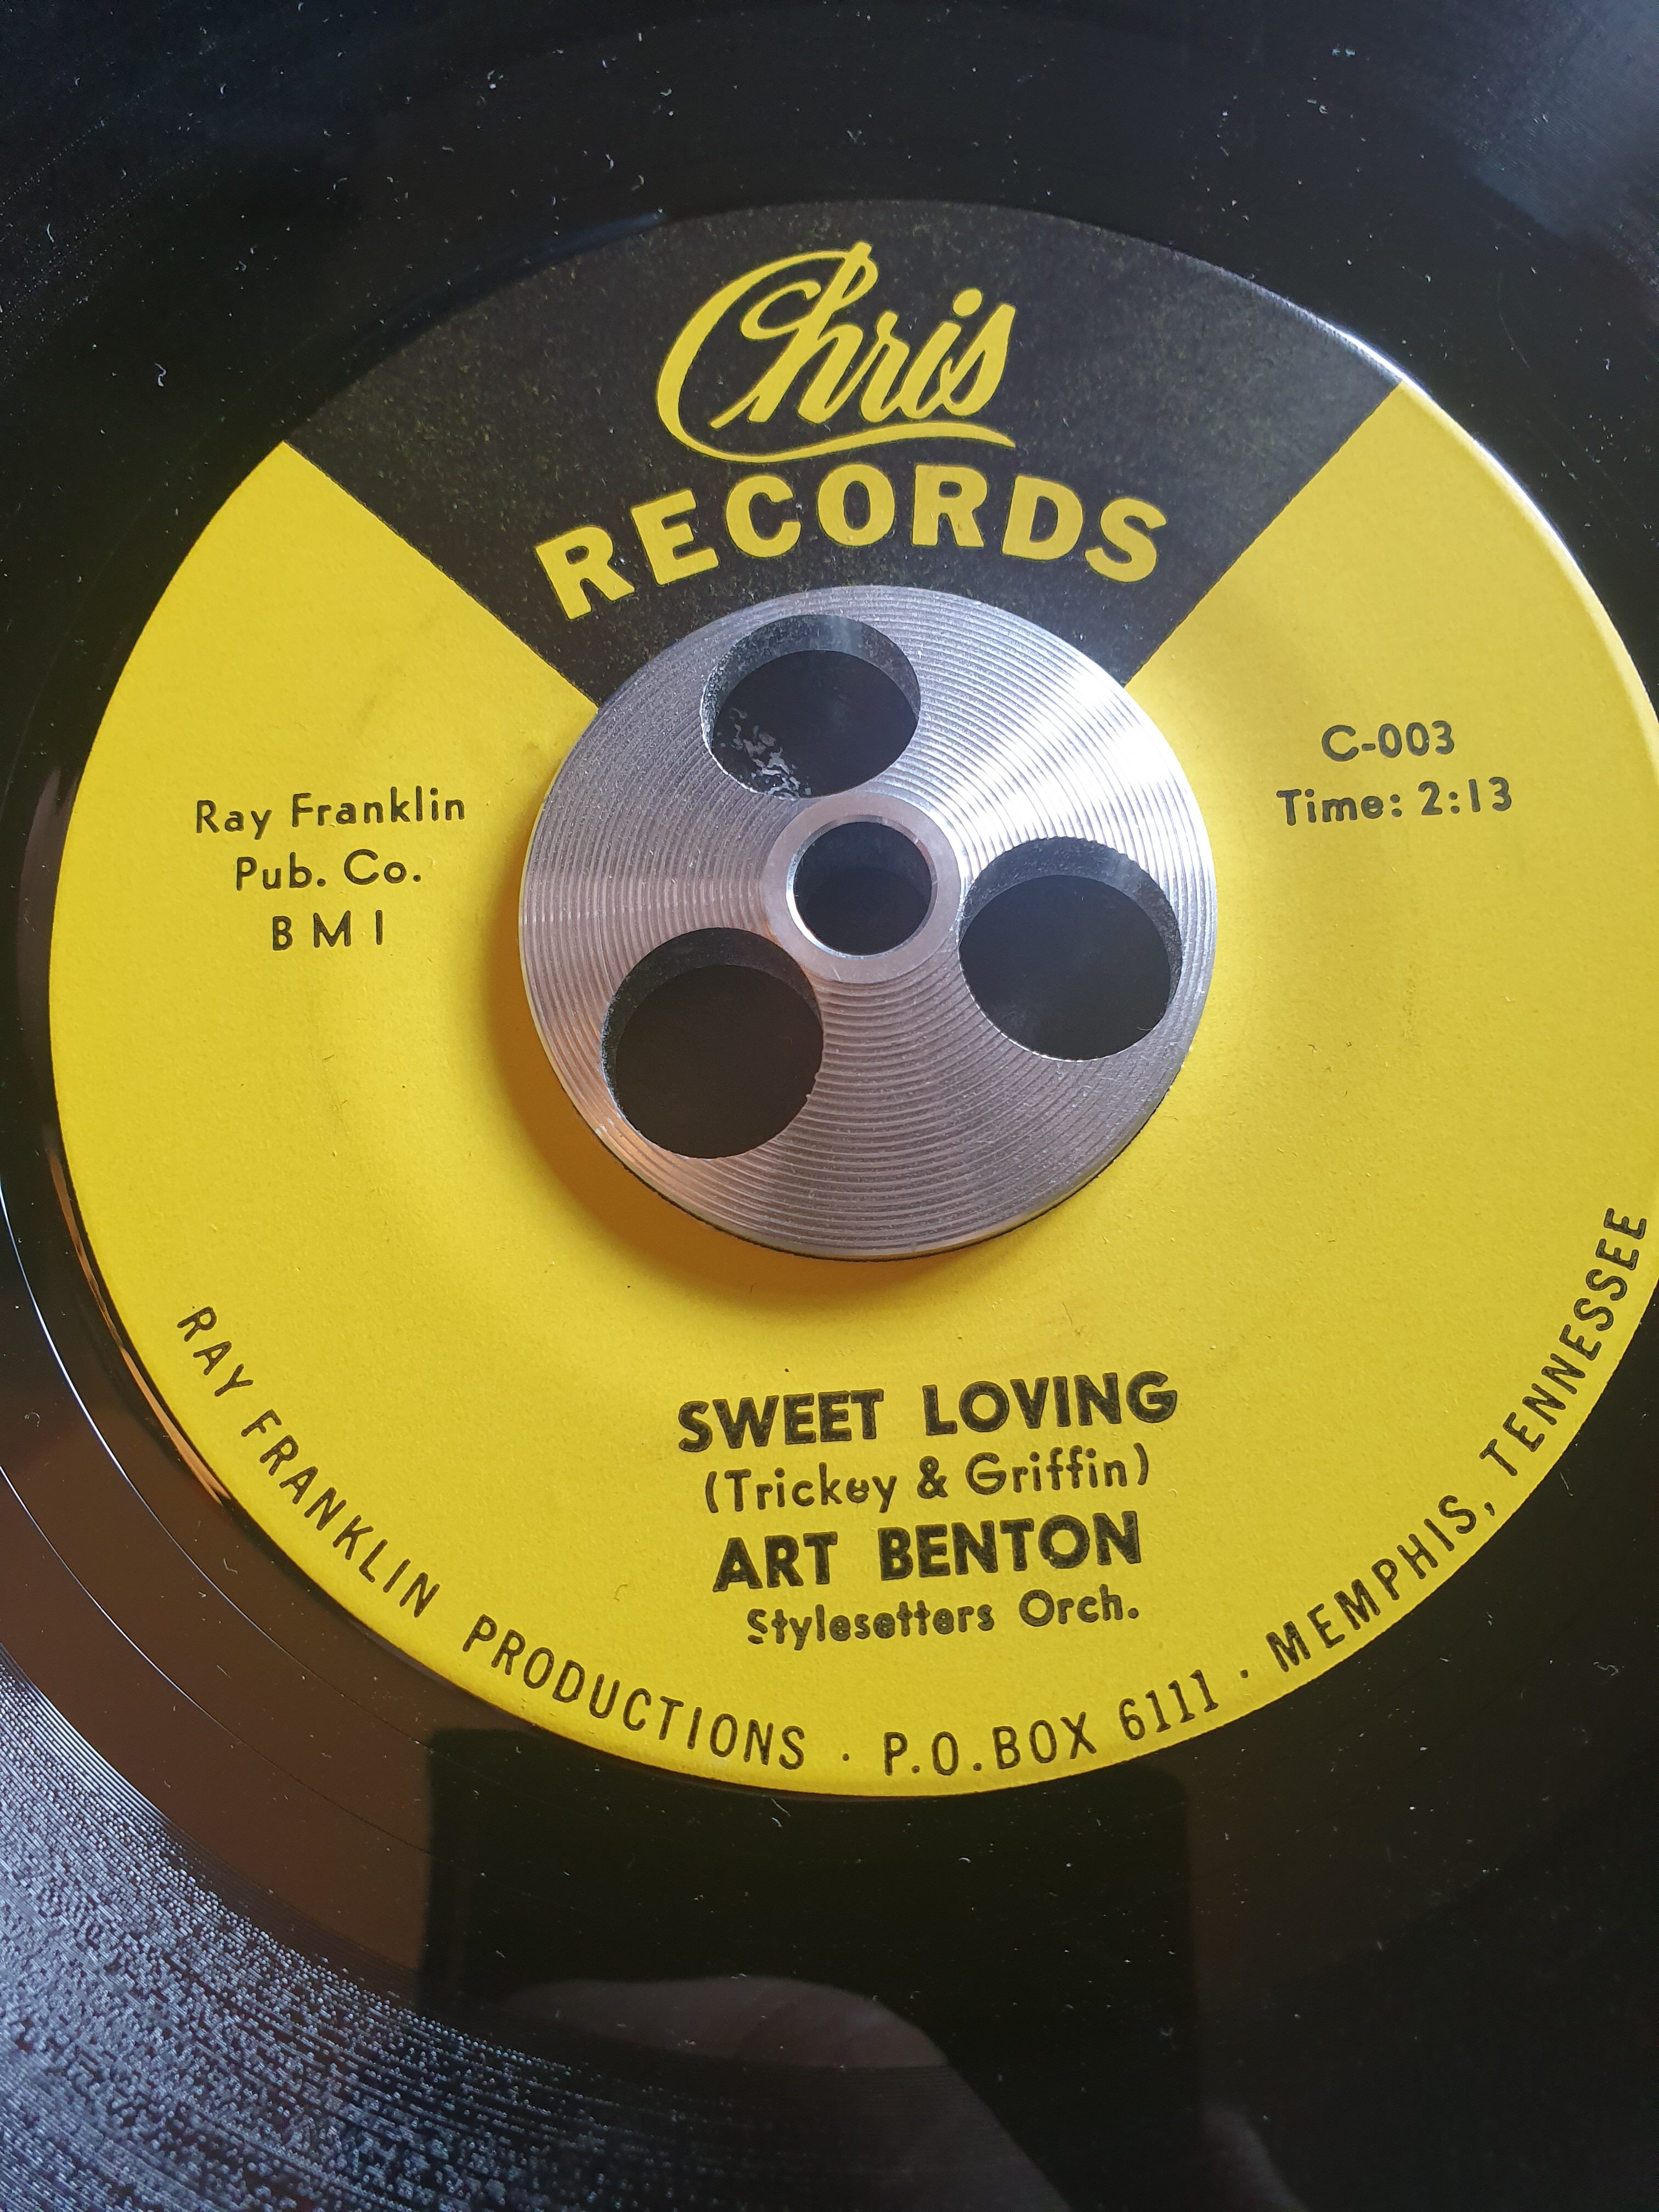 Chris
RECORDS
Ray Franklin
Pub. Co.
B M I
C-003
Time: 2:13
SWEET LOVING
(Trickey & Griffin)
ART BENTON
Stylesetters Orch.
RAY FRANKLIN PRODUCTIONS · P.O. BOX 6111 · MEMPHIS, TENNESSEE